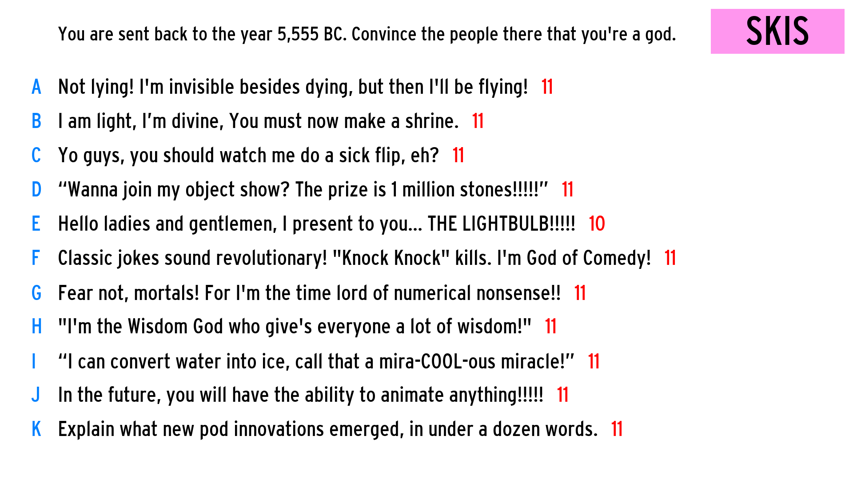 You are sent back to the year 5,555 BC. Convince the people there that you're a god.
SKIS
A Not lying! I'm invisible besides dying, but then I'll be flying! 11
B I am light, I’m divine, You must now make a shrine. 11
C Yo guys, you should watch me do a sick flip, eh? 11
D “Wanna join my object show? The prize is 1 million stones!!!!!” 11
E Hello ladies and gentlemen, I present to you... THE LIGHTBULB!!!!! 10
F Classic jokes sound revolutionary! "Knock Knock" kills. I'm God of Comedy! 11
G Fear not, mortals! For I'm the time lord of numerical nonsense!! 11
H "I'm the Wisdom God who give's everyone a lot of wisdom!" 11
I “I can convert water into ice, call that a mira-COOL-ous miracle!” 11
J In the future, you will have the ability to animate anything!!!!! 11
K Explain what new pod innovations emerged, in under a dozen words. 11